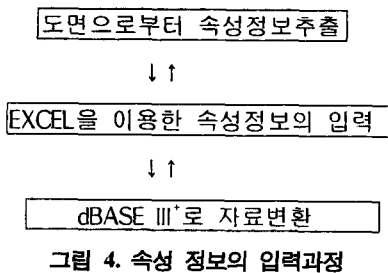 도면으로부터 속성정보추출
↓ ↑
EXCEL을 이용한 속성정보의 입력
↓ ↑
dBASE III⁺로 자료변환
그림 4. 속성 정보의 입력과정